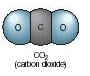 O C O
CO₂
(carbon dioxide)